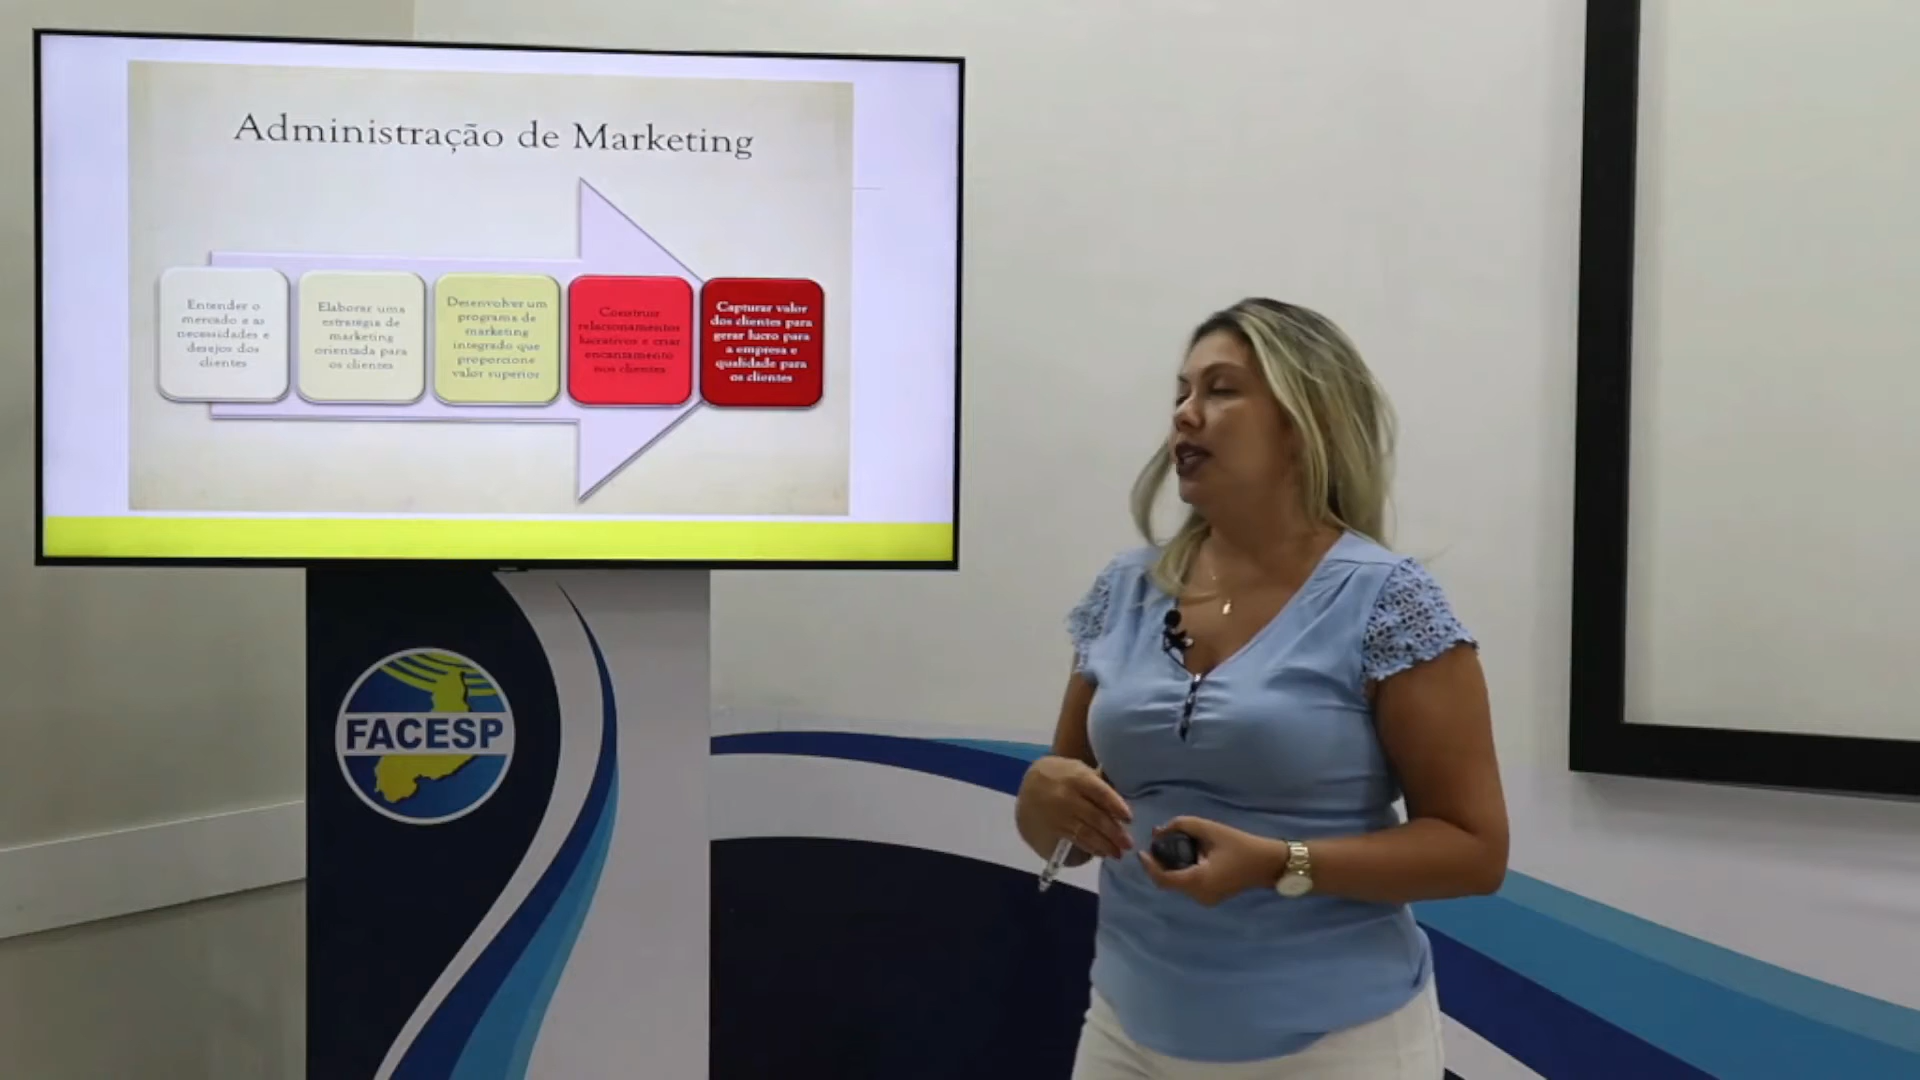 Administração de Marketing
Entender o
mercado e as
necessidades e
desejos dos
clientes
Elaborar uma
estratégia de
marketing
orientada para
os clientes
Desenvolver um
programa de
marketing
integrado que
proporcione
valor superior
Construir
relacionamentos
lucrativos e criar
encantamento
nos clientes
Capturar valor
dos clientes para
gerar lucro para
a empresa e
qualidade para
os clientes
FACESP